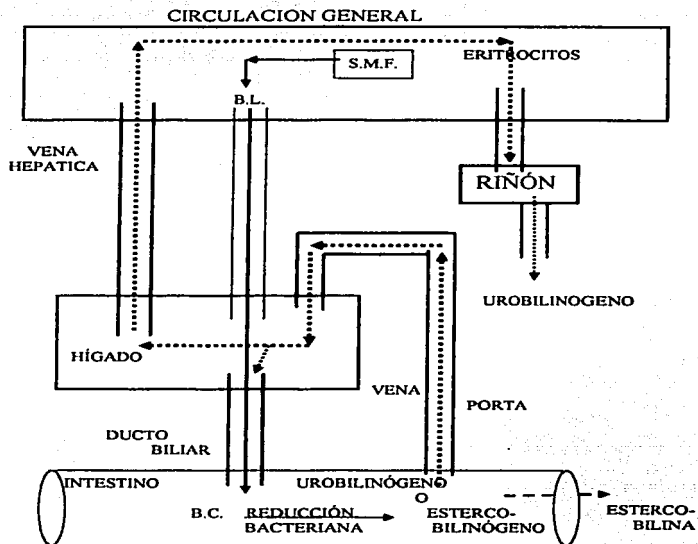 CIRCULACION GENERAL
S.M.F.
ERITROCITOS
B.L.
VENA
HEPATICA
RIÑÓN
UROBILINOGENO
HÍGADO
VENA
PORTA
DUCTO
BILIAR
INTESTINO
UROBILINÓGENO
O
B.C.
REDUCCIÓN
BACTERIANA
ESTERCO-
BILINÓGENO
ESTERCO-
BILINA